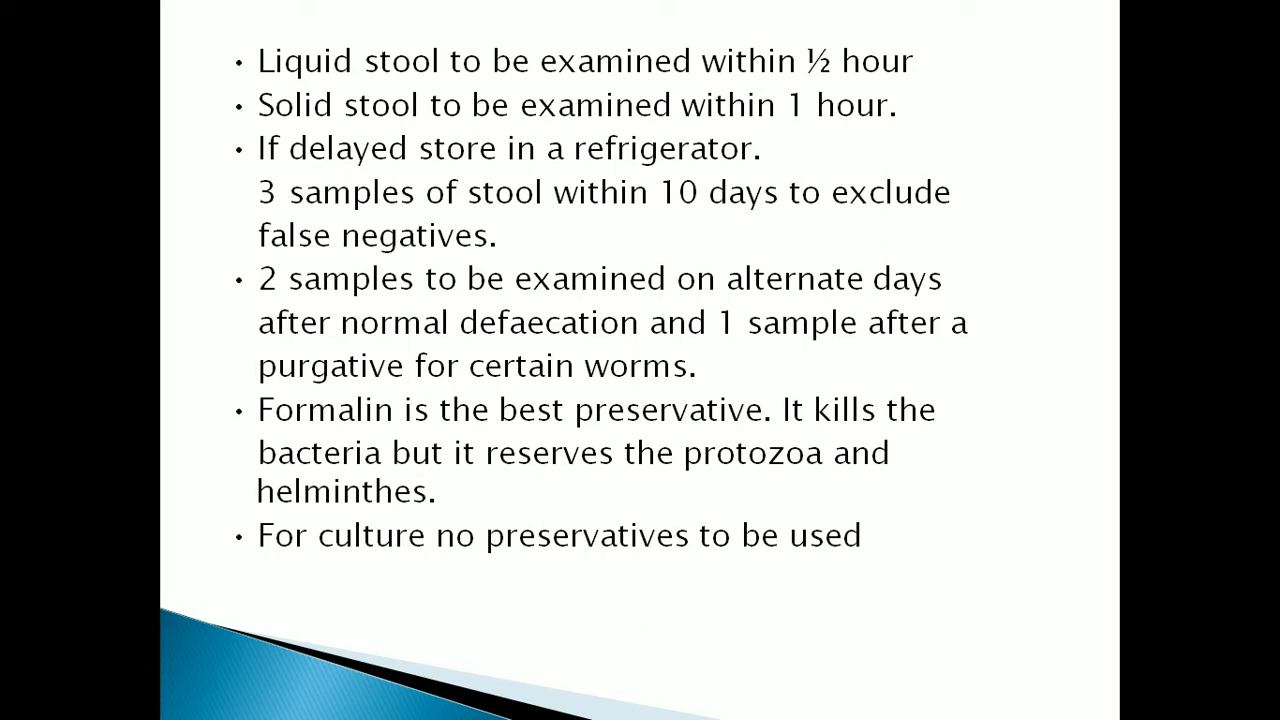 • Liquid stool to be examined within ½ hour
• Solid stool to be examined within 1 hour.
• If delayed store in a refrigerator.
3 samples of stool within 10 days to exclude
false negatives.
• 2 samples to be examined on alternate days
after normal defaecation and 1 sample after a
purgative for certain worms.
• Formalin is the best preservative. It kills the
bacteria but it reserves the protozoa and
helminthes.
• For culture no preservatives to be used